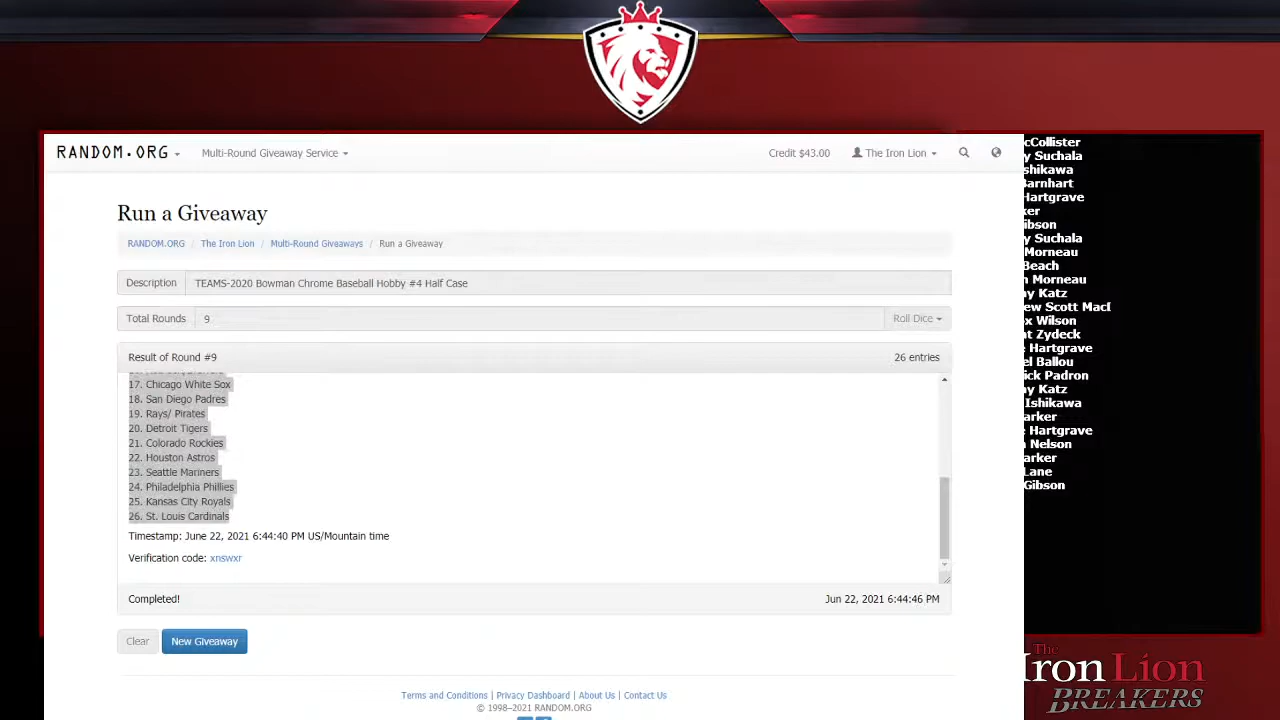 RANDOM.ORG
Multi-Round Giveaway Service
Credit $43.00
The Iron Lion
Run a Giveaway
RANDOM.ORG / The Iron Lion / Multi-Round Giveaways / Run a Giveaway
Description TEAMS-2020 Bowman Chrome Baseball Hobby #4 Half Case
Total Rounds 9 Roll Dice
Result of Round #9 26 entries
17. Chicago White Sox
18. San Diego Padres
19. Rays/ Pirates
20. Detroit Tigers
21. Colorado Rockies
22. Houston Astros
23. Seattle Mariners
24. Philadelphia Phillies
25. Kansas City Royals
26. St. Louis Cardinals
Timestamp: June 22, 2021 6:44:40 PM US/Mountain time
Verification code: xnswxr
Completed! Jun 22, 2021 6:44:46 PM
Clear New Giveaway
Terms and Conditions | Privacy Dashboard | About Us | Contact Us
© 1998–2021 RANDOM.ORG
cCollister
y Suchala
shikawa
Barnhart
Hartgrave
ker
ibson
y Suchala
Morneau
Beach
n Morneau
ny Katz
ew Scott MacI
x Wilson
nt Zydeck
e Hartgrave
el Ballou
ick Padron
ny Katz
Ishikawa
arker
e Hartgrave
n Nelson
arker
Lane
Gibson
The
Iron Lion
BREAKERS